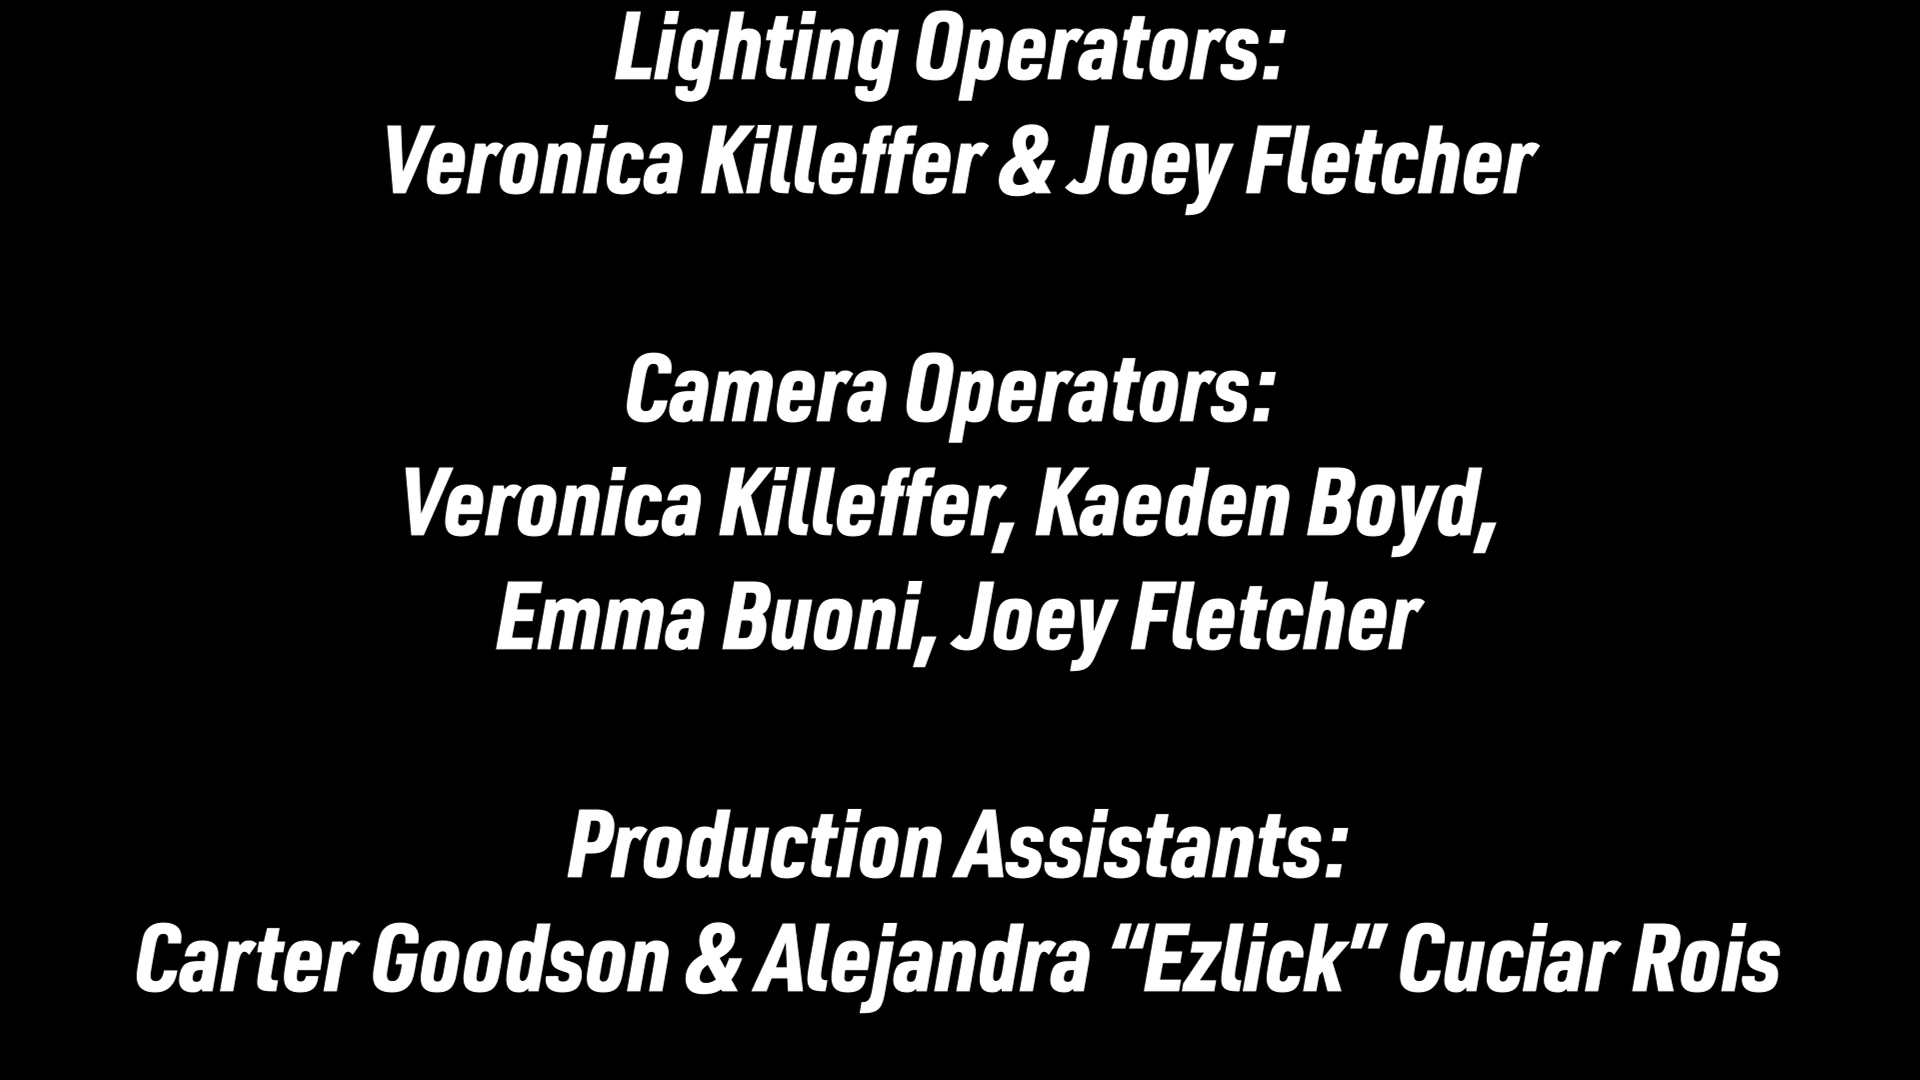 Lighting Operators:
Veronica Killeffer & Joey Fletcher
Camera Operators:
Veronica Killeffer, Kaeden Boyd,
Emma Buoni, Joey Fletcher
Production Assistants:
Carter Goodson & Alejandra “Ezlick” Cuciar Rois